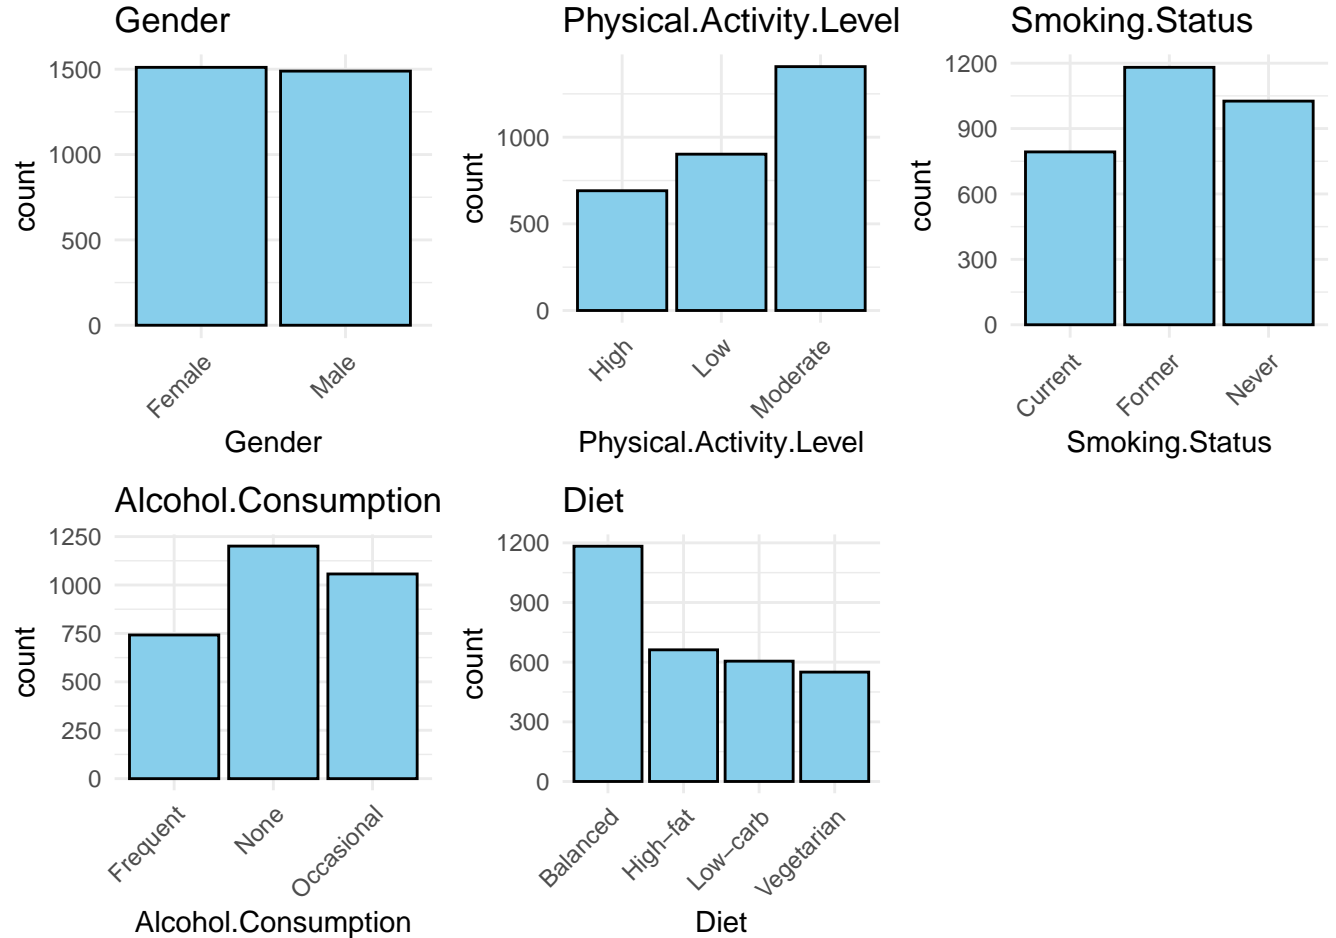 Gender
count
1500
1000
500
0
Female
Male
Gender
Physical.Activity.Level
count
1000
500
0
High
Low
Moderate
Physical.Activity.Level
Smoking.Status
count
1200
900
600
300
0
Current
Former
Never
Smoking.Status
Alcohol.Consumption
count
1250
1000
750
500
250
0
Frequent
None
Occasional
Alcohol.Consumption
Diet
count
1200
900
600
300
0
Balanced
High−fat
Low−carb
Vegetarian
Diet